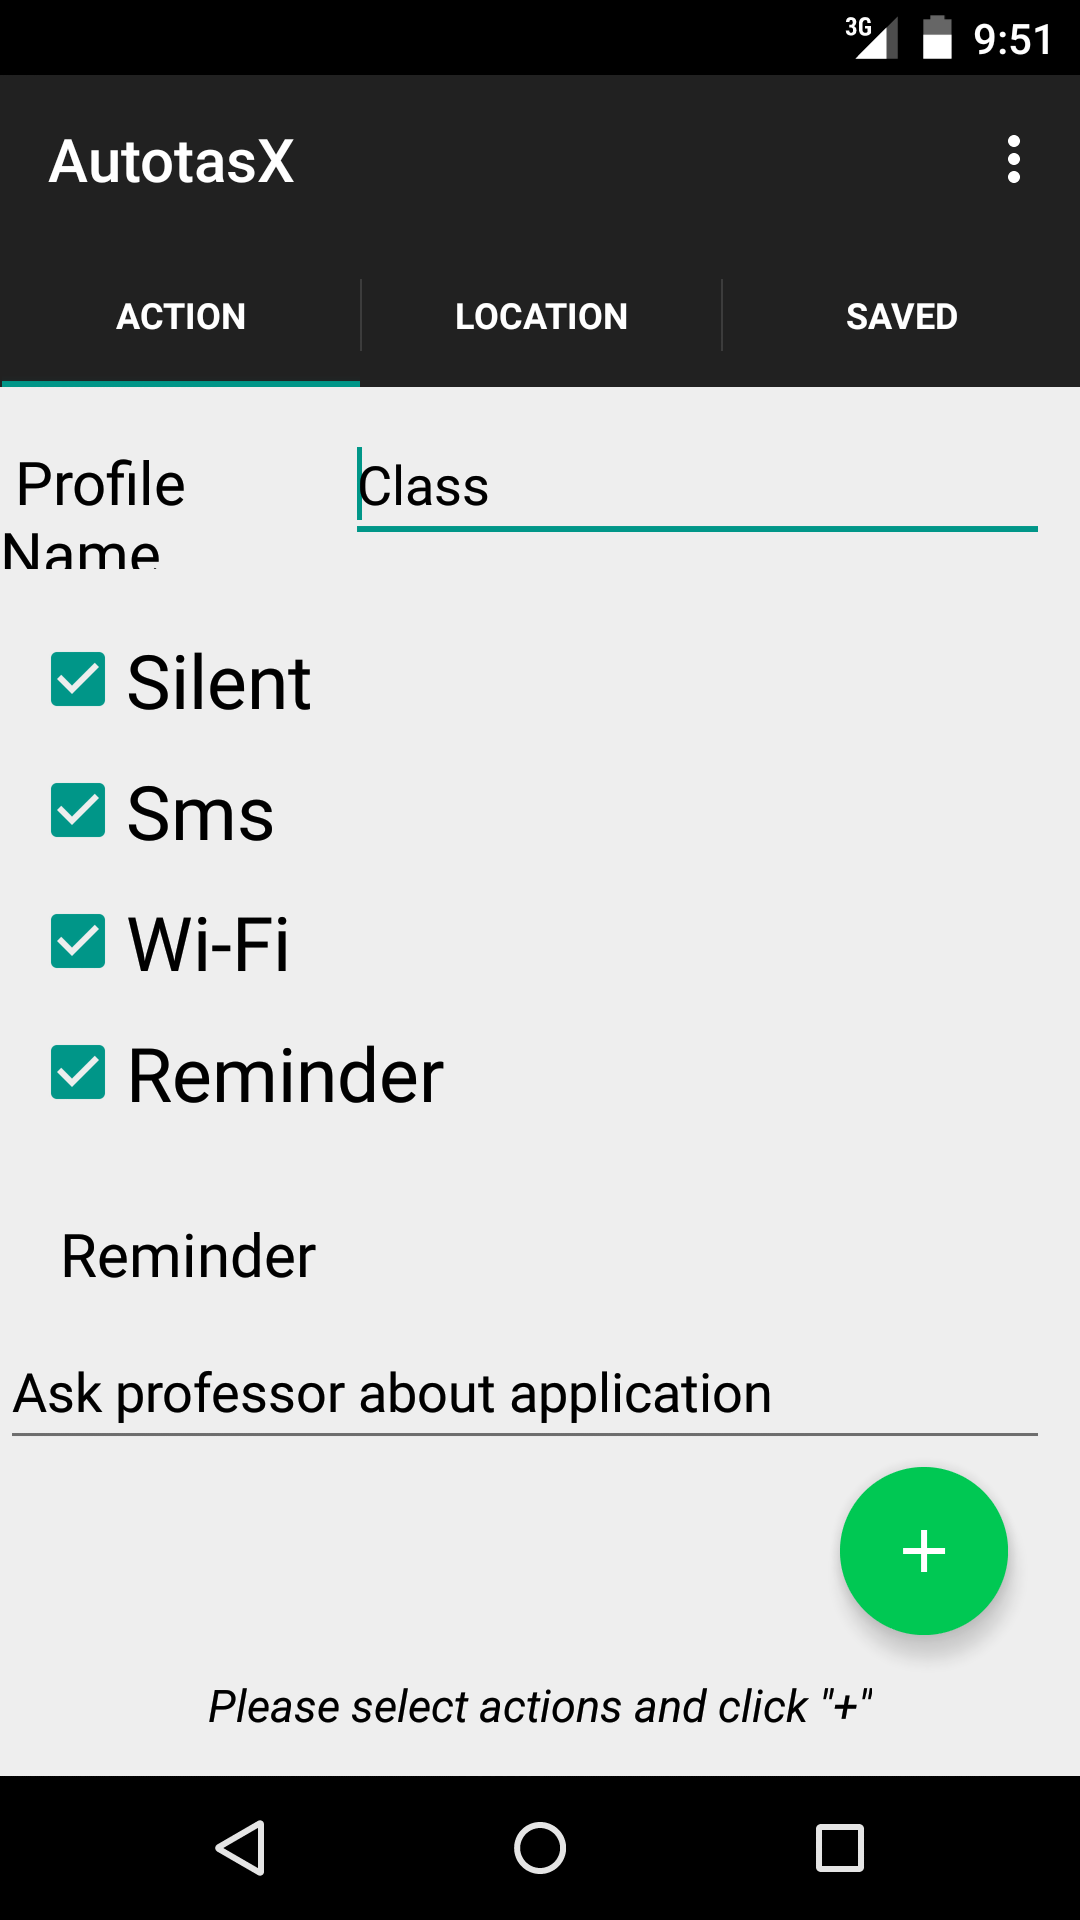 3G 9:51
AutotasX
ACTION LOCATION SAVED
Profile Class
Name
Silent
Sms
Wi-Fi
Reminder
Reminder
Ask professor about application
+
Please select actions and click "+"